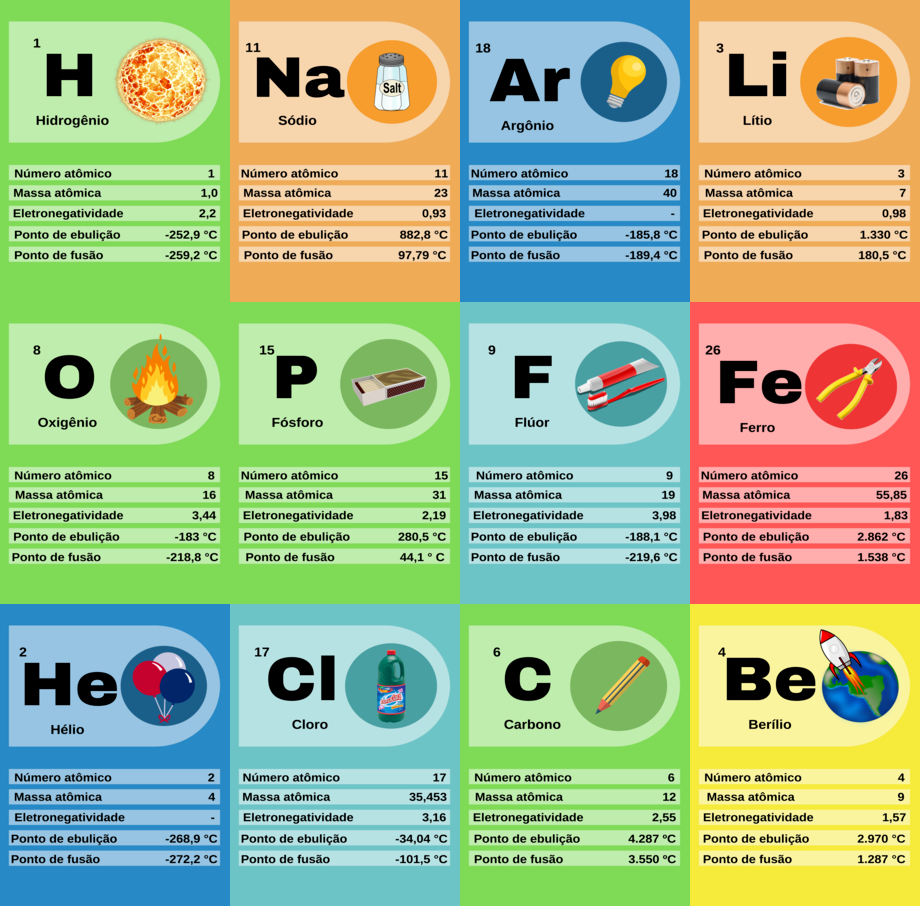 1
H
Hidrogênio
Número atômico 1
Massa atômica 1,0
Eletronegatividade 2,2
Ponto de ebulição -252,9 °C
Ponto de fusão -259,2 °C
11
Na
Salt
Sódio
Número atômico 11
Massa atômica 23
Eletronegatividade 0,93
Ponto de ebulição 882,8 °C
Ponto de fusão 97,79 °C
18
Ar
Argônio
Número atômico 18
Massa atômica 40
Eletronegatividade -
Ponto de ebulição -185,8 °C
Ponto de fusão -189,4 °C
3
Li
Lítio
Número atômico 3
Massa atômica 7
Eletronegatividade 0,98
Ponto de ebulição 1.330 °C
Ponto de fusão 180,5 °C
8
O
Oxigênio
Número atômico 8
Massa atômica 16
Eletronegatividade 3,44
Ponto de ebulição -183 °C
Ponto de fusão -218,8 °C
15
P
Fósforo
Número atômico 15
Massa atômica 31
Eletronegatividade 2,19
Ponto de ebulição 280,5 °C
Ponto de fusão 44,1 ° C
9
F
Flúor
Número atômico 9
Massa atômica 19
Eletronegatividade 3,98
Ponto de ebulição -188,1 °C
Ponto de fusão -219,6 °C
26
Fe
Ferro
Número atômico 26
Massa atômica 55,85
Eletronegatividade 1,83
Ponto de ebulição 2.862 °C
Ponto de fusão 1.538 °C
2
He
Hélio
Número atômico 2
Massa atômica 4
Eletronegatividade -
Ponto de ebulição -268,9 °C
Ponto de fusão -272,2 °C
17
Cl
Cloro
Número atômico 17
Massa atômica 35,453
Eletronegatividade 3,16
Ponto de ebulição -34,04 °C
Ponto de fusão -101,5 °C
6
C
Carbono
Número atômico 6
Massa atômica 12
Eletronegatividade 2,55
Ponto de ebulição 4.287 °C
Ponto de fusão 3.550 °C
4
Be
Berílio
Número atômico 4
Massa atômica 9
Eletronegatividade 1,57
Ponto de ebulição 2.970 °C
Ponto de fusão 1.287 °C